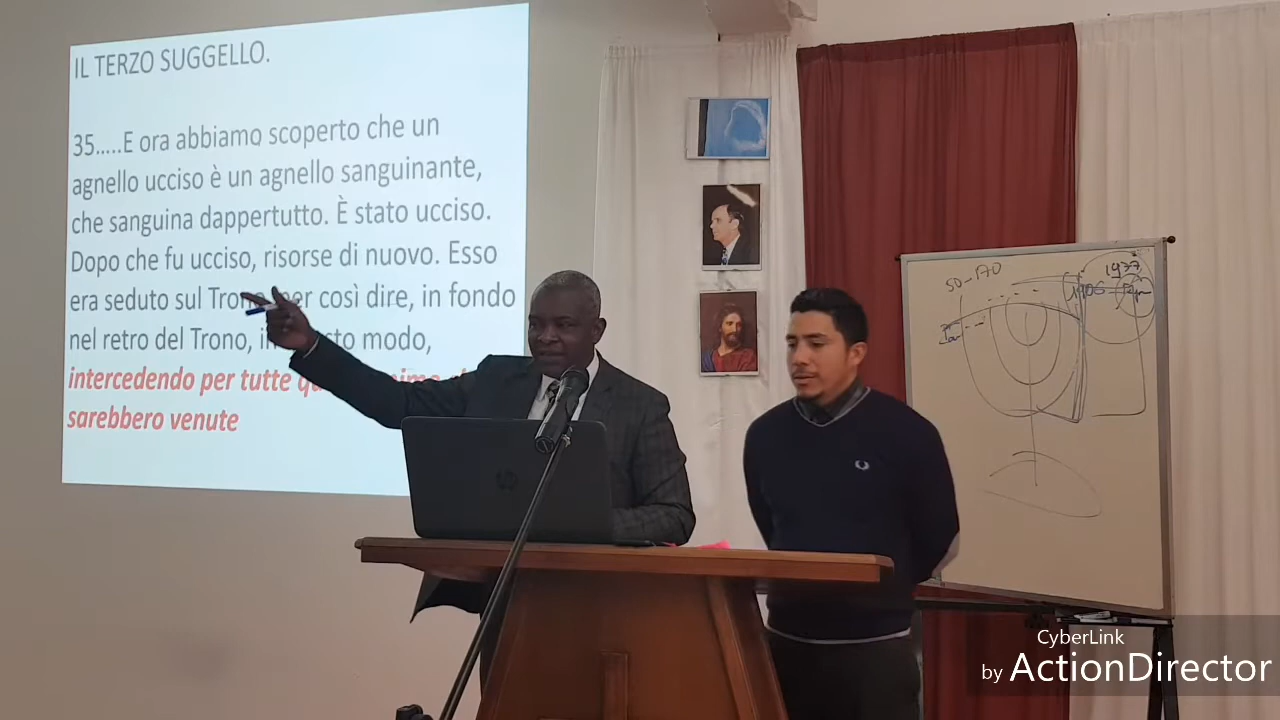 IL TERZO SUGGELLO.
35.....E ora abbiamo scoperto che un
agnello ucciso è un agnello sanguinante,
che sanguina dappertutto. È stato ucciso.
Dopo che fu ucciso, risorse di nuovo. Esso
era seduto sul Trono per così dire, in fondo
nel retro del Trono, in modo,
intercedendo per tutte
sarebbero venute
50-170
1977
1906
hp
CyberLink
by ActionDirector